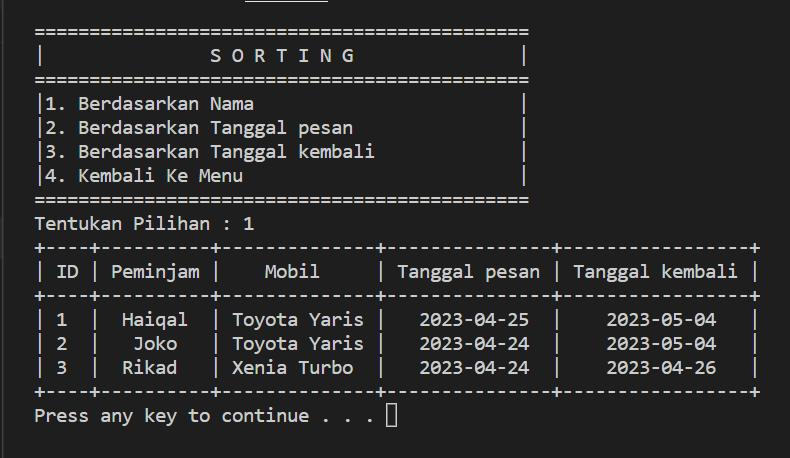 =============================================
|               S O R T I N G               |
=============================================
|1. Berdasarkan Nama                        |
|2. Berdasarkan Tanggal pesan               |
|3. Berdasarkan Tanggal kembali             |
|4. Kembali Ke Menu                         |
=============================================
Tentukan Pilihan : 1
+----+----------+--------------+---------------+-----------------+
| ID | Peminjam |    Mobil     | Tanggal pesan | Tanggal kembali |
+----+----------+--------------+---------------+-----------------+
| 1  |  Haiqal  | Toyota Yaris |   2023-04-25  |    2023-05-04   |
| 2  |   Joko   | Toyota Yaris |   2023-04-24  |    2023-05-04   |
| 3  |  Rikad   | Xenia Turbo  |   2023-04-24  |    2023-04-26   |
+----+----------+--------------+---------------+-----------------+
Press any key to continue . . .